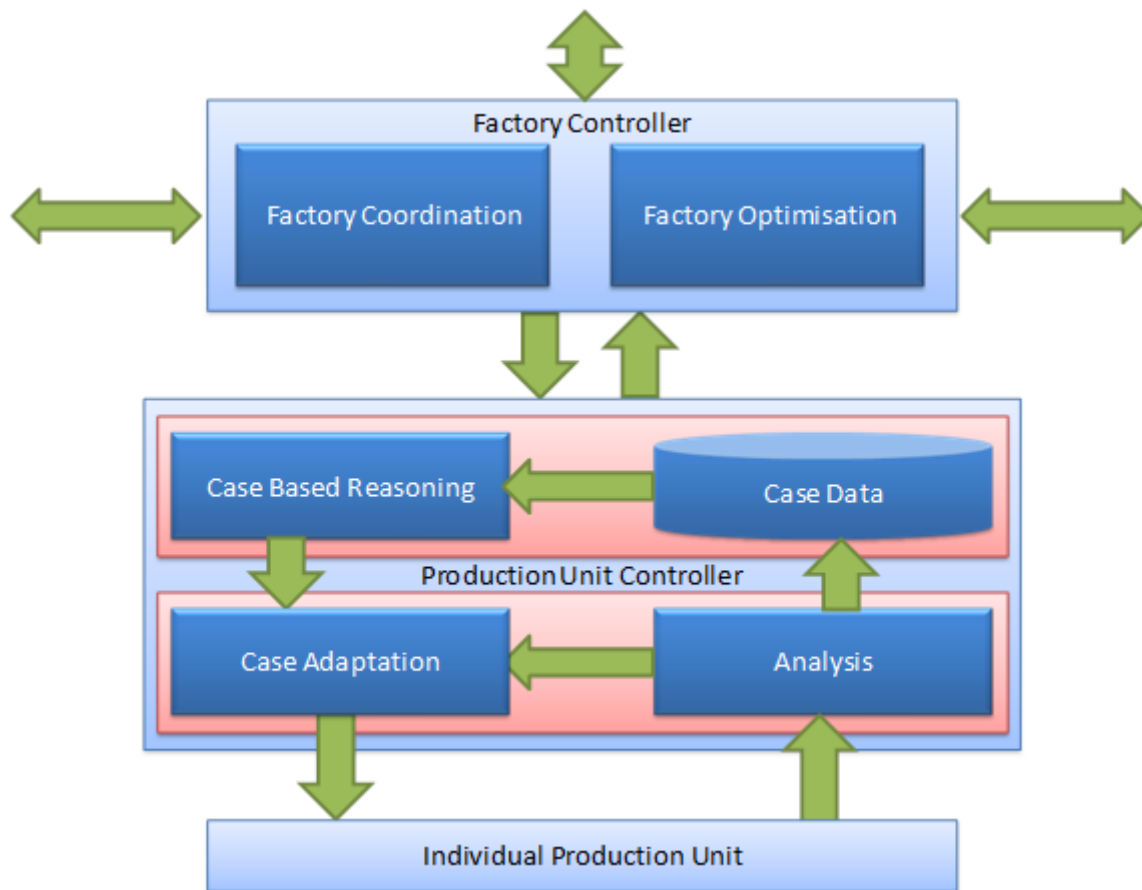 Factory Controller
Factory Coordination
Factory Optimisation
Case Based Reasoning
Case Data
Production Unit Controller
Case Adaptation
Analysis
Individual Production Unit